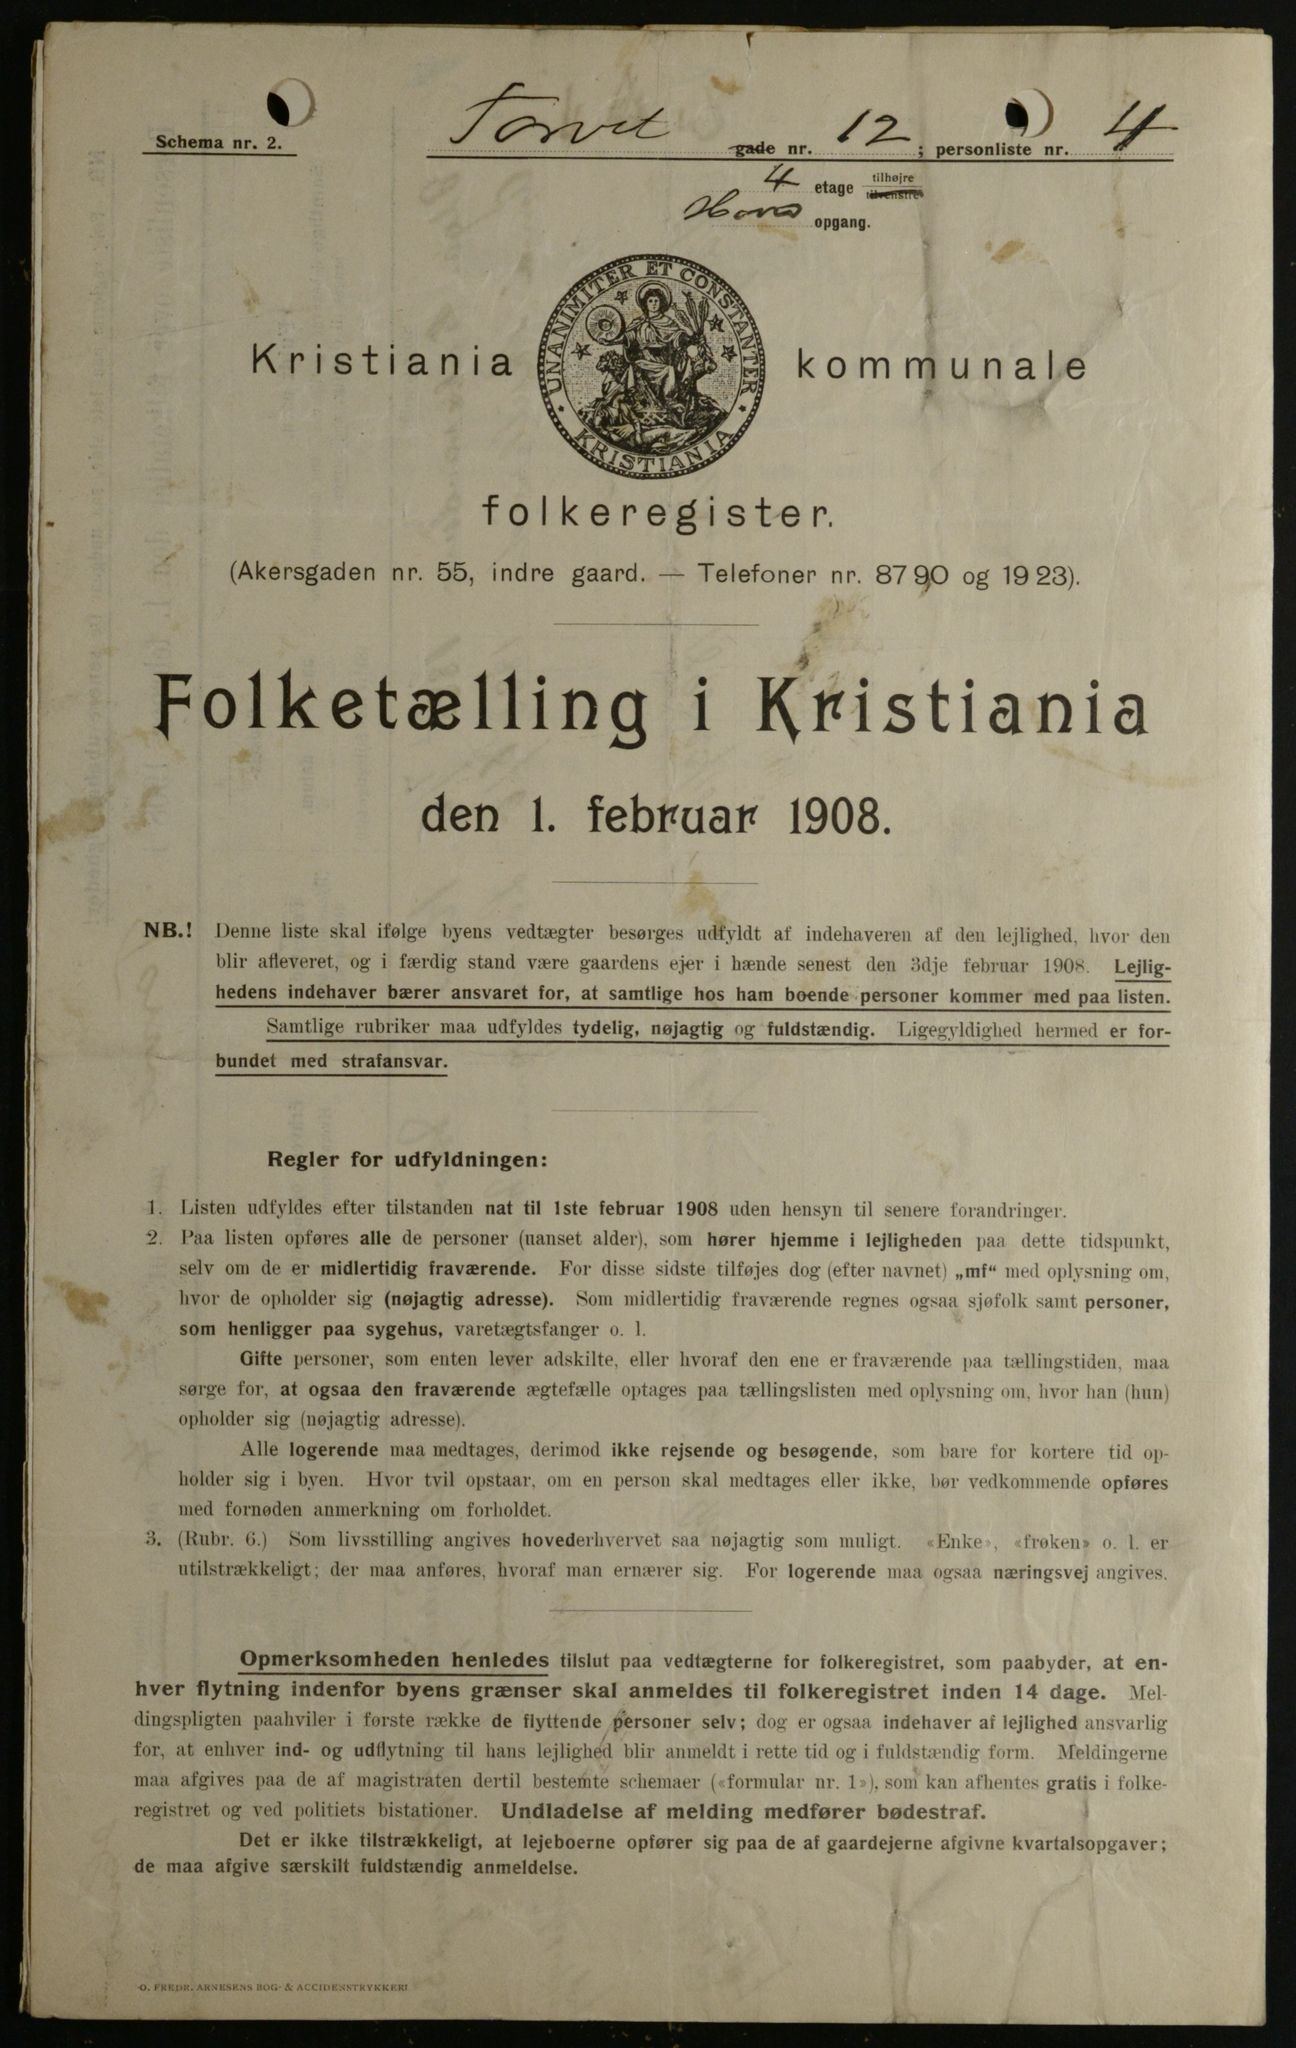 Schema nr. 2.
Torvet gade nr. 12 ; personliste nr. 4
4 etage tilhøjre tilvenstre
Hoved opgang.
UNANIMITER ET CONSTANTER
KRISTIANIA
Kristiania kommunale
folkeregister.
(Akersgaden nr. 55, indre gaard. — Telefoner nr. 8790 og 1923).
Folketælling i Kristiania
den 1. februar 1908.
NB.! Denne liste skal ifølge byens vedtægter besørges udfyldt af indehaveren af den lejlighed, hvor den
blir afleveret, og i færdig stand være gaardens ejer i hænde senest den 3dje februar 1908. Lejlig-
hedens indehaver bærer ansvaret for, at samtlige hos ham boende personer kommer med paa listen.
Samtlige rubriker maa udfyldes tydelig, nøjagtig og fuldstændig. Ligegyldighed hermed er for-
bundet med strafansvar.
Regler for udfyldningen:
1. Listen udfyldes efter tilstanden nat til 1ste februar 1908 uden hensyn til senere forandringer.
2. Paa listen opføres alle de personer (uanset alder), som hører hjemme i lejligheden paa dette tidspunkt,
selv om de er midlertidig fraværende. For disse sidste tilføjes dog (efter navnet) „mf“ med oplysning om,
hvor de opholder sig (nøjagtig adresse). Som midlertidig fraværende regnes ogsaa sjøfolk samt personer,
som henligger paa sygehus, varetægtsfanger o. l.
Gifte personer, som enten lever adskilte, eller hvoraf den ene er fraværende paa tællingstiden, maa
sørge for, at ogsaa den fraværende ægtefælle optages paa tællingslisten med oplysning om, hvor han (hun)
opholder sig (nøjagtig adresse).
Alle logerende maa medtages, derimod ikke rejsende og besøgende, som bare for kortere tid op-
holder sig i byen. Hvor tvil opstaar, om en person skal medtages eller ikke, bør vedkommende opføres
med fornøden anmerkning om forholdet.
3. (Rubr. 6.) Som livsstilling angives hovederhvervet saa nøjagtig som muligt. «Enke», «frøken» o. l. er
utilstrækkeligt; der maa anføres, hvoraf man ernærer sig. For logerende maa ogsaa næringsvej angives.
Opmerksomheden henledes tilslut paa vedtægterne for folkeregistret, som paabyder, at en-
hver flytning indenfor byens grænser skal anmeldes til folkeregistret inden 14 dage. Mel-
dingspligten paahviler i første række de flyttende personer selv; dog er ogsaa indehaver af lejlighed ansvarlig
for, at enhver ind- og udflytning til hans lejlighed blir anmeldt i rette tid og i fuldstændig form. Meldingerne
maa afgives paa de af magistraten dertil bestemte schemaer («formular nr. 1»), som kan afhentes gratis i folke-
registret og ved politiets bistationer. Undladelse af melding medfører bødestraf.
Det er ikke tilstrækkeligt, at lejeboerne opfører sig paa de af gaardejerne afgivne kvartalsopgaver;
de maa afgive særskilt fuldstændig anmeldelse.
O. FREDR. ARNESENS BOG- & ACCIDENSTRYKKERI